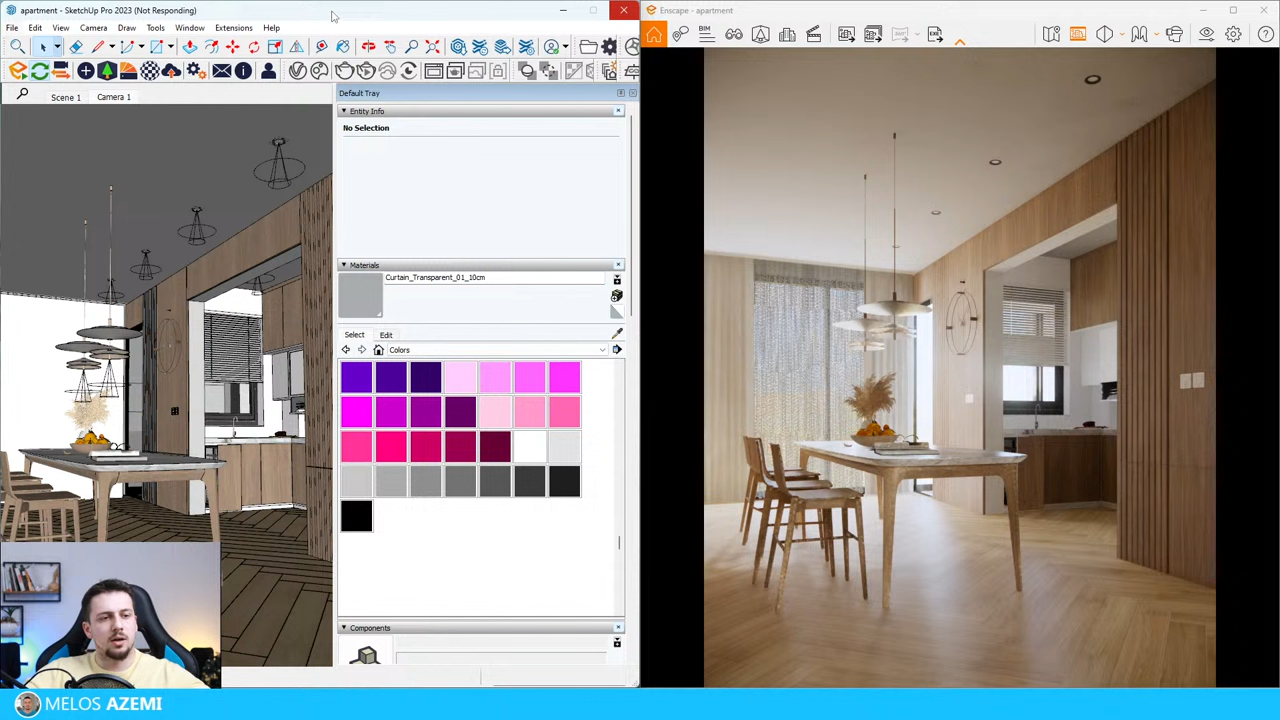 apartment - SketchUp Pro 2023 (Not Responding)
Enscape - apartment
File Edit View Camera Draw Tools Window Extensions Help
Scene 1 Camera 1
Default Tray
Entity Info
No Selection
Materials
Curtain_Transparent_01_10cm
Select Edit
Colors
Components
MELOS AZEMI